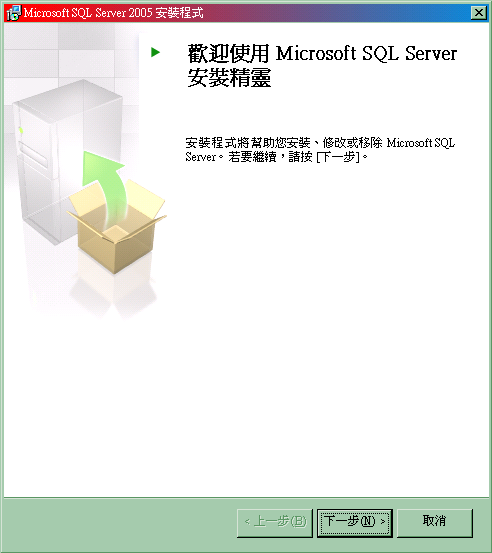 Microsoft SQL Server 2005 安裝程式
歡迎使用 Microsoft SQL Server
安裝精靈
安裝程式將幫助您安裝、修改或移除 Microsoft SQL
Server。若要繼續，請按 [下一步]。
< 上一步(B)
下一步(N) >
取消